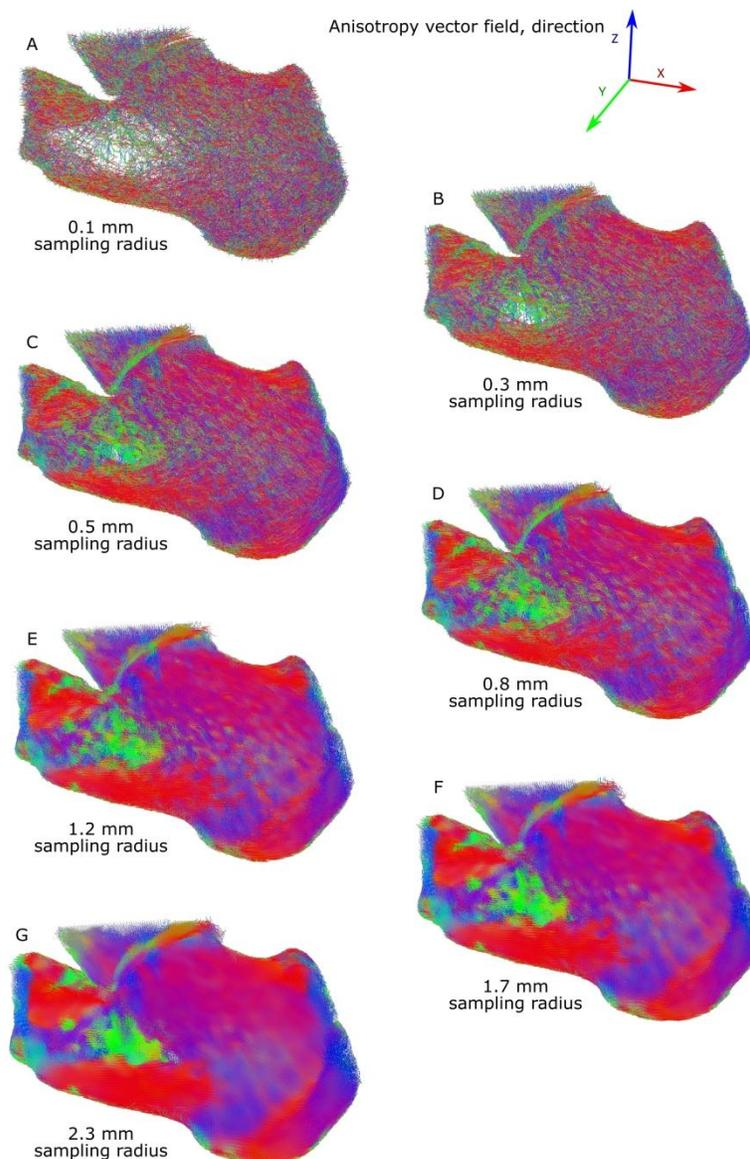 Anisotropy vector field, direction
Z
X
Y
A
0.1 mm
sampling radius
B
0.3 mm
sampling radius
C
0.5 mm
sampling radius
D
0.8 mm
sampling radius
E
1.2 mm
sampling radius
F
1.7 mm
sampling radius
G
2.3 mm
sampling radius